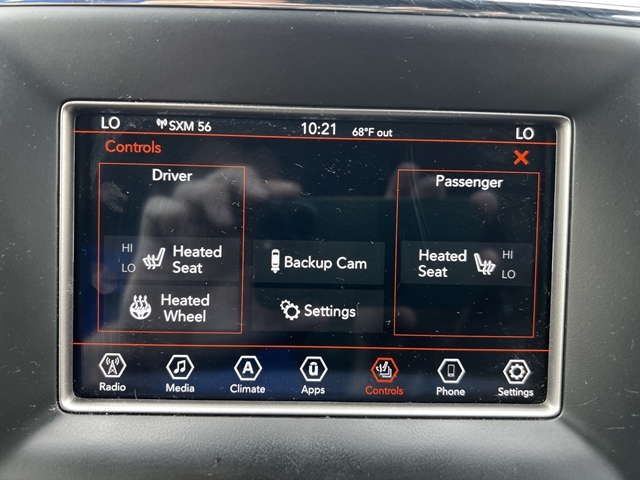 LO SXM 56 10:21 68°F out LO
Controls
Driver
Passenger
HI
LO
Heated
Seat
Backup Cam
Heated
Seat
HI
LO
Heated
Wheel
Settings
Radio Media Climate Apps Controls Phone Settings